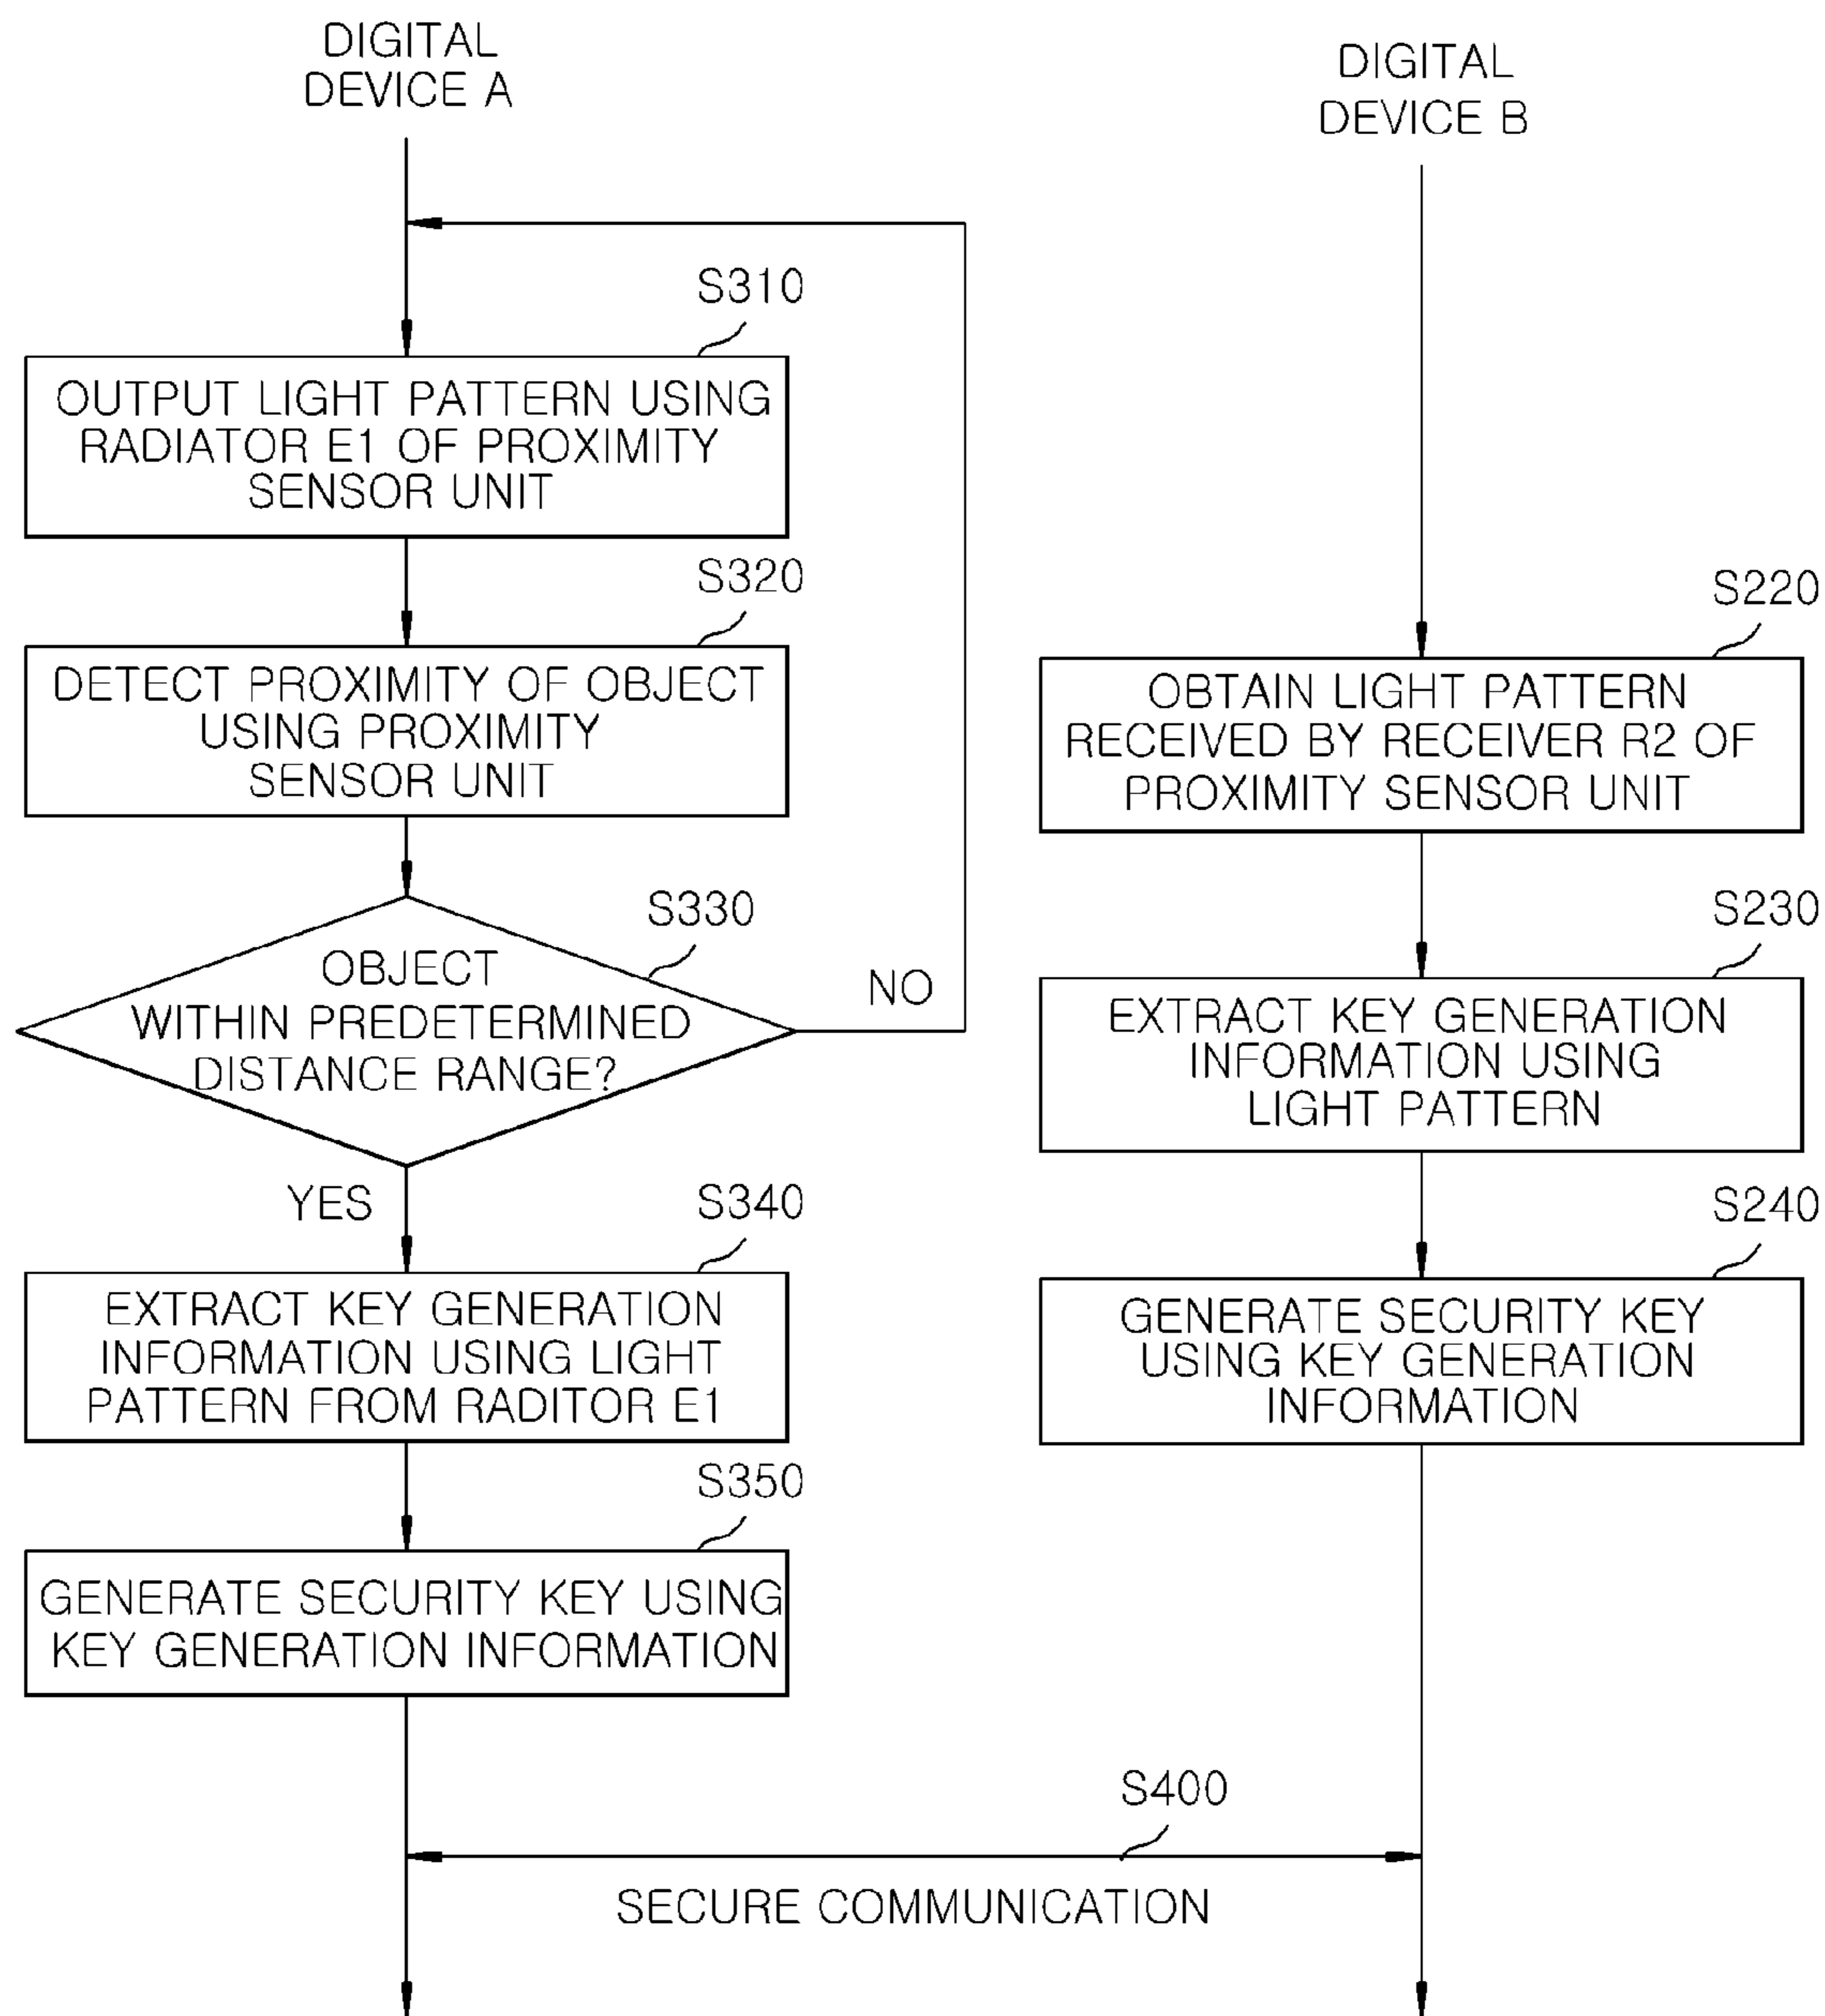 DIGITAL
DEVICE A
S310
OUTPUT LIGHT PATTERN USING
RADIATOR E1 OF PROXIMITY
SENSOR UNIT
S320
DETECT PROXIMITY OF OBJECT
USING PROXIMITY
SENSOR UNIT
S330
OBJECT
WITHIN PREDETERMINED
DISTANCE RANGE?
NO
YES
S340
EXTRACT KEY GENERATION
INFORMATION USING LIGHT
PATTERN FROM RADITOR E1
S350
GENERATE SECURITY KEY USING
KEY GENERATION INFORMATION
DIGITAL
DEVICE B
S220
OBTAIN LIGHT PATTERN
RECEIVED BY RECEIVER R2 OF
PROXIMITY SENSOR UNIT
S230
EXTRACT KEY GENERATION
INFORMATION USING
LIGHT PATTERN
S240
GENERATE SECURITY KEY
USING KEY GENERATION
INFORMATION
S400
SECURE COMMUNICATION